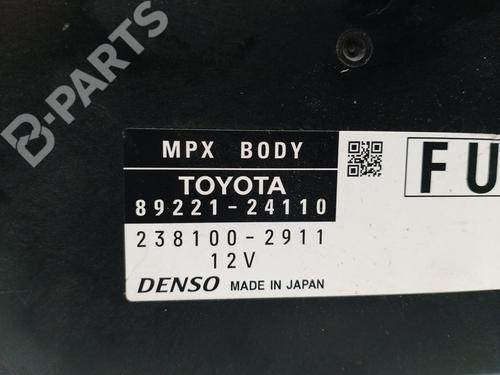 B-PARTS
MPX BODY
FU
TOYOTA
89221-24110
238100-2911
12V
DENSO MADE IN JAPAN